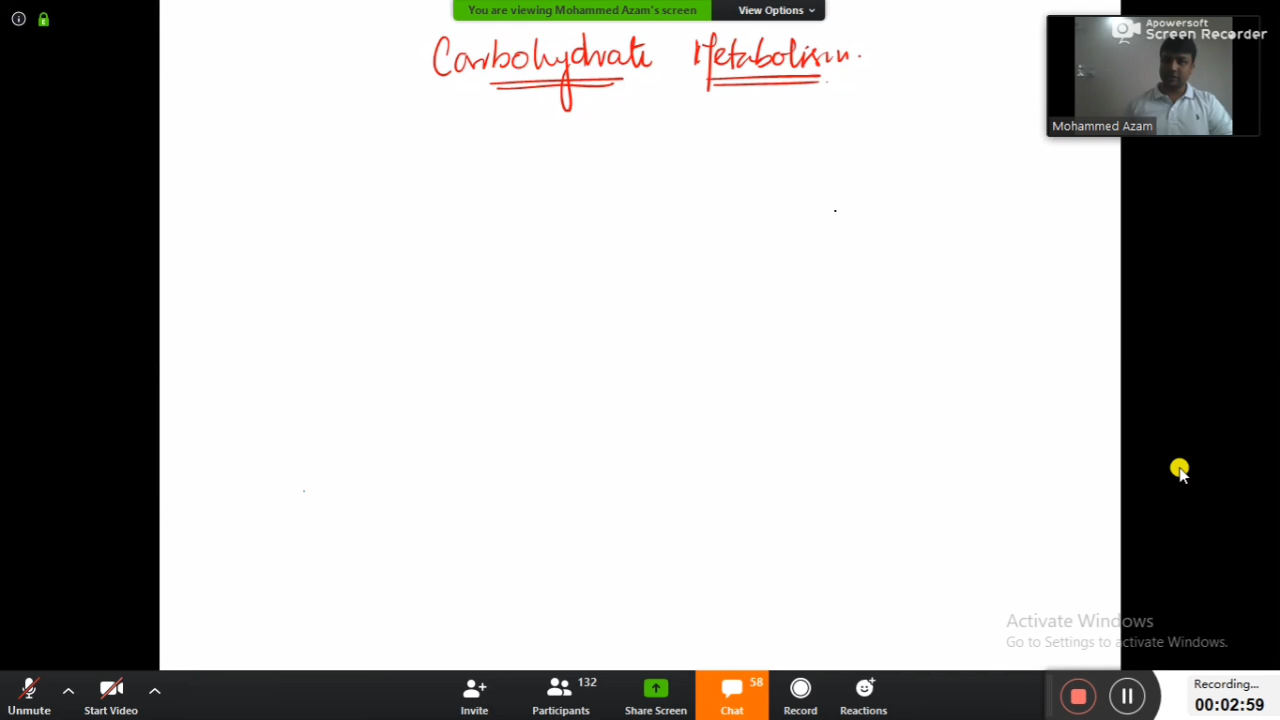 You are viewing Mohammed Azam's screen View Options
Carbohydrate Metabolism.
Apowersoft
Screen Recorder
Mohammed Azam
Activate Windows
Go to Settings to activate Windows.
Unmute
Start Video
Invite
132
Participants
Share Screen
58
Chat
Record
Reactions
Recording...
00:02:59